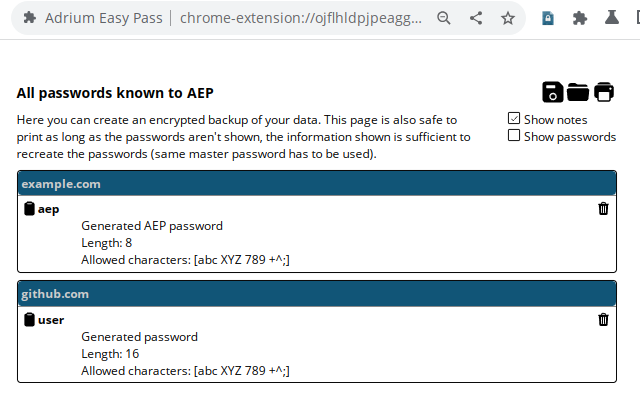 Adrium Easy Pass | chrome-extension://ojflhldpjpeagg...
All passwords known to AEP
Here you can create an encrypted backup of your data. This page is also safe to
print as long as the passwords aren't shown, the information shown is sufficient to
recreate the passwords (same master password has to be used).
Show notes
Show passwords
example.com
aep
Generated AEP password
Length: 8
Allowed characters: [abc XYZ 789 +^;]
github.com
user
Generated password
Length: 16
Allowed characters: [abc XYZ 789 +^;]